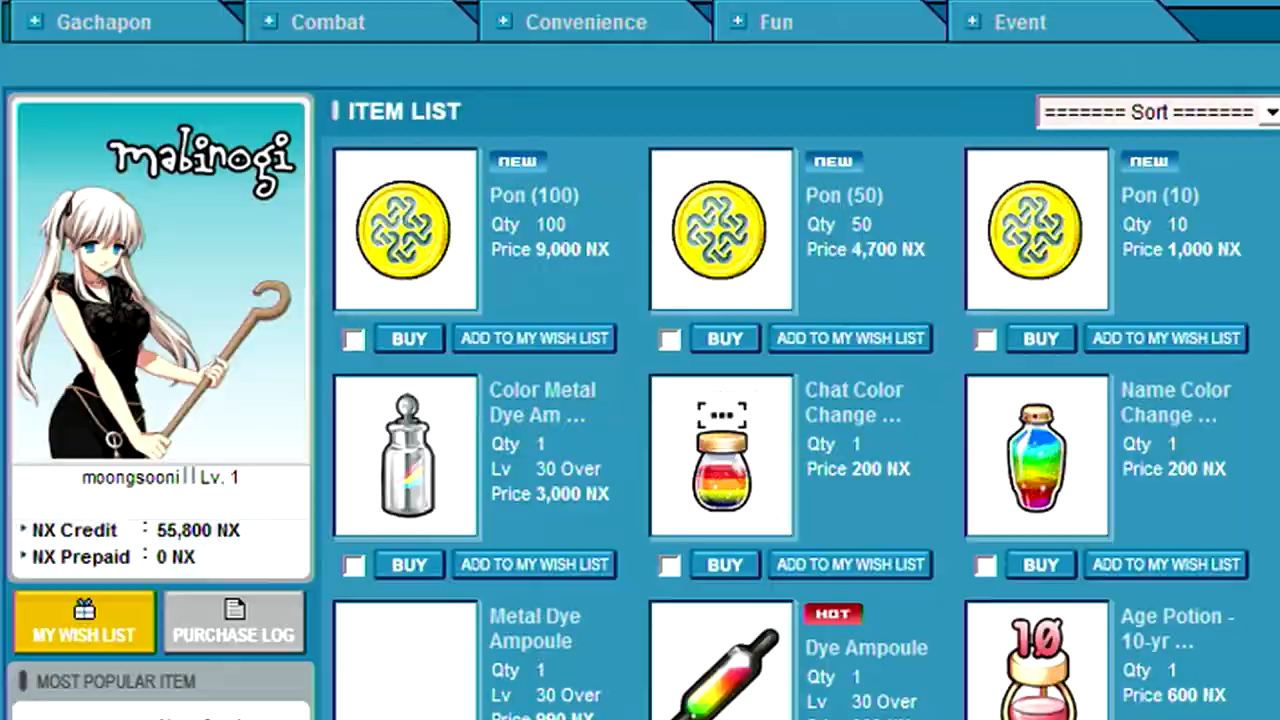 Gachapon
Combat
Convenience
Fun
Event
ITEM LIST
======= Sort =======
mabinogi
moongsooni
Lv. 1
NX Credit : 55,800 NX
NX Prepaid : 0 NX
MY WISH LIST
PURCHASE LOG
MOST POPULAR ITEM
NEW
Pon (100)
Qty 100
Price 9,000 NX
BUY
ADD TO MY WISH LIST
NEW
Pon (50)
Qty 50
Price 4,700 NX
BUY
ADD TO MY WISH LIST
NEW
Pon (10)
Qty 10
Price 1,000 NX
BUY
ADD TO MY WISH LIST
Color Metal
Dye Am ...
Qty 1
Lv 30 Over
Price 3,000 NX
BUY
ADD TO MY WISH LIST
Chat Color
Change ...
Qty 1
Price 200 NX
BUY
ADD TO MY WISH LIST
Name Color
Change ...
Qty 1
Price 200 NX
BUY
ADD TO MY WISH LIST
Metal Dye
Ampoule
Qty 1
Lv 30 Over
Price 990 NX
HOT
Dye Ampoule
Qty 1
Lv 30 Over
10
Age Potion -
10-yr ...
Qty 1
Price 600 NX